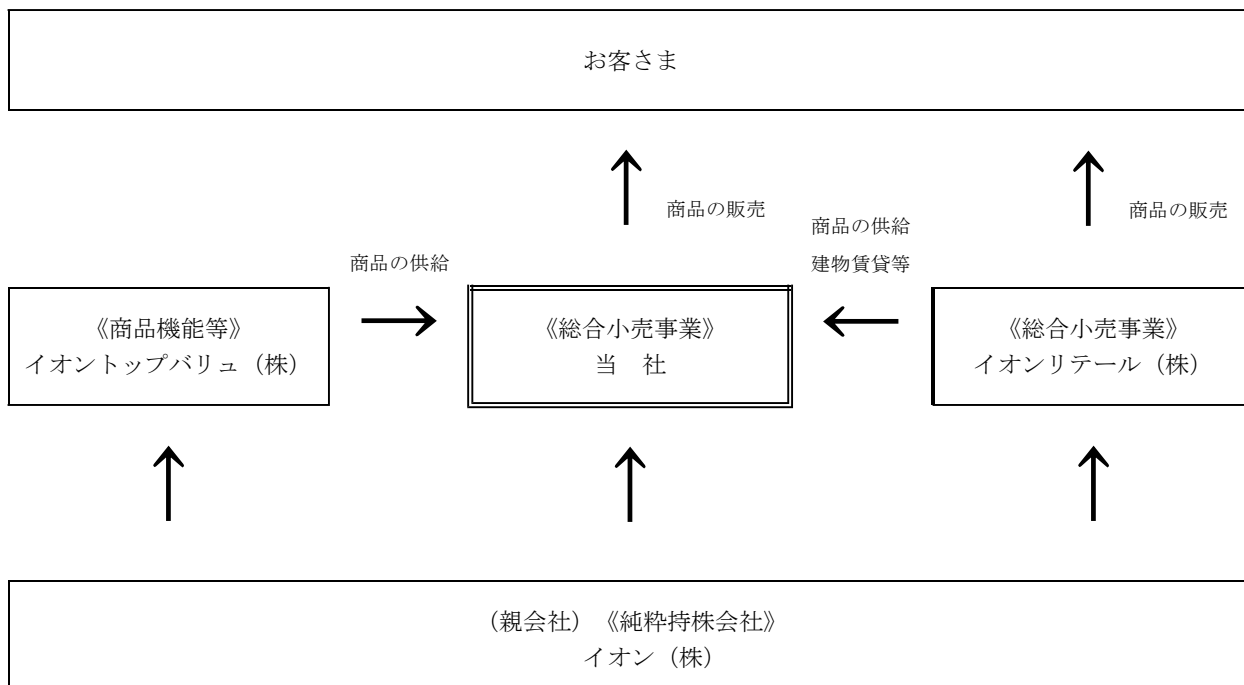 お客さま
商品の販売
商品の供給
建物賃貸等
商品の販売
商品の供給
《商品機能等》
イオントップバリュ（株）
《総合小売事業》
当　社
《総合小売事業》
イオンリテール（株）
（親会社）《純粋持株会社》
イオン（株）